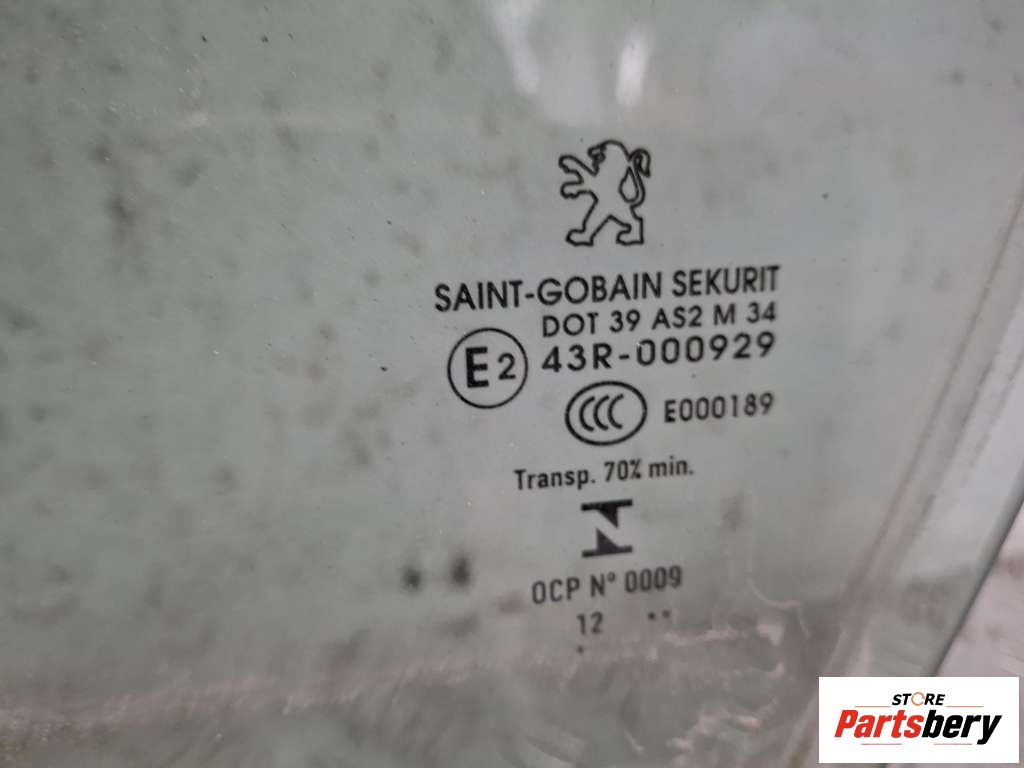 SAINT-GOBAIN SEKURIT
DOT 39 AS2 M 34
E2 43R-000929
CCC E000189
Transp. 70% min.
OCP N° 0009
12 ..
.
STORE
Partsbery